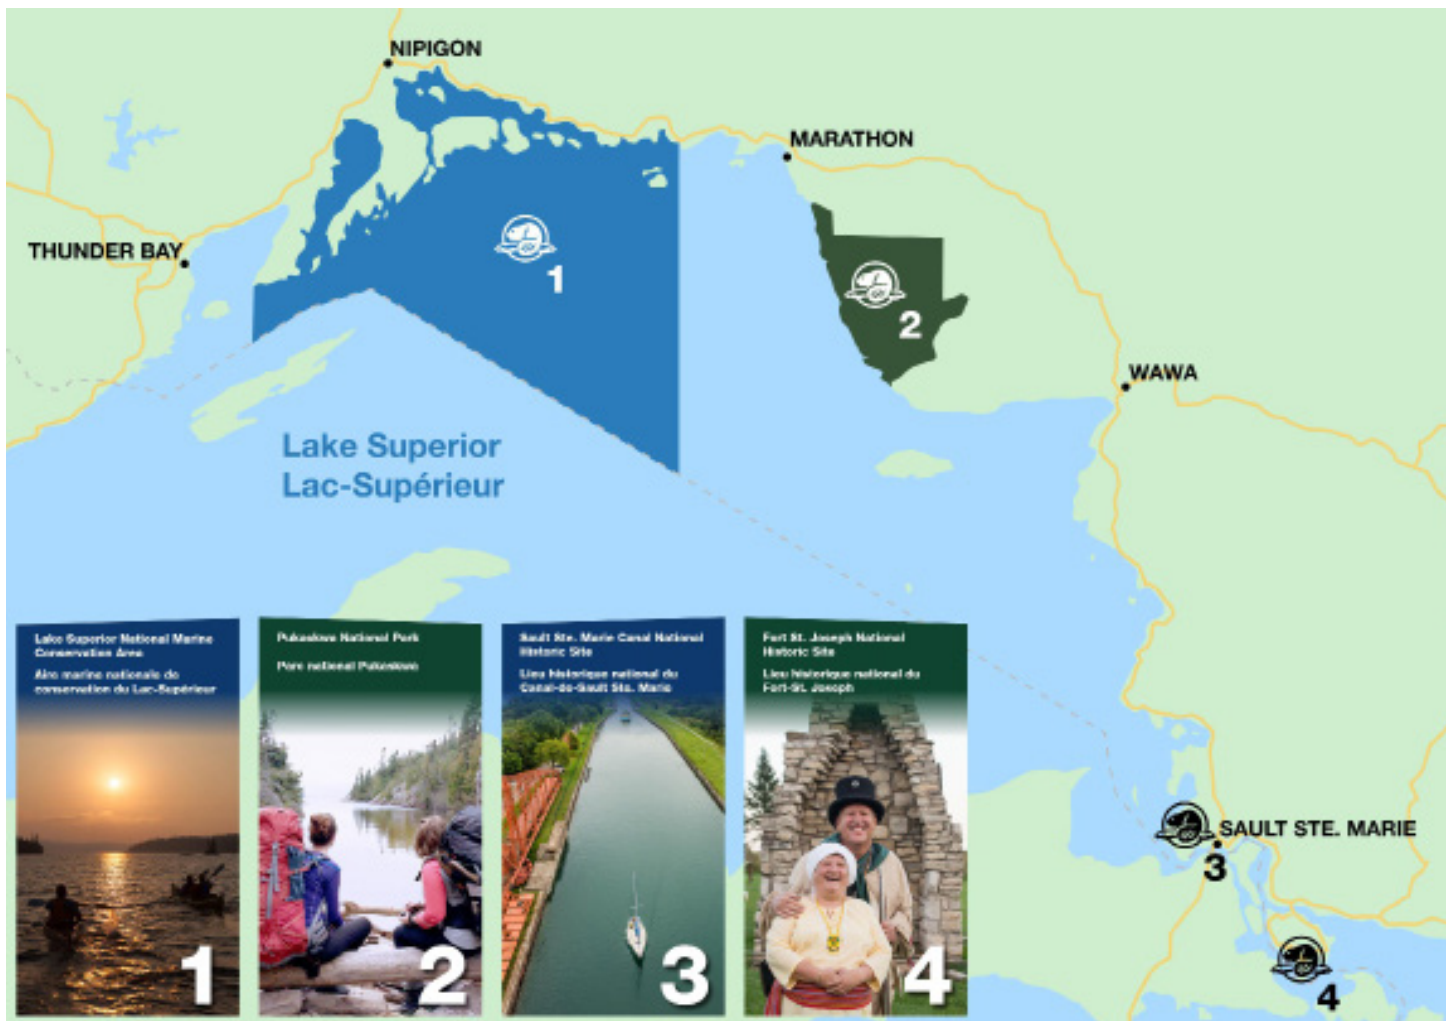 NIPIGON
MARATHON
THUNDER BAY
1
2
WAWA
Lake Superior
Lac-Supérieur
SAULT STE. MARIE
3
4
Lake Superior National Marine
Conservation Area
Aire marine nationale de
conservation du Lac-Supérieur
1
Pukaskwa National Park
Parc national Pukaskwa
2
Sault Ste. Marie Canal National
Historic Site
Lieu historique national du
Canal-de-Sault Ste. Marie
3
Fort St. Joseph National
Historic Site
Lieu historique national du
Fort-St. Joseph
4